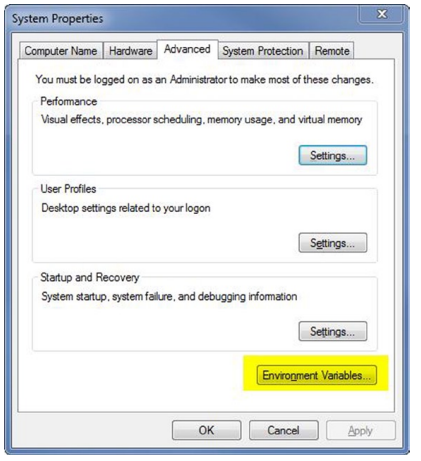 System Properties
Computer Name Hardware Advanced System Protection Remote
You must be logged on as an Administrator to make most of these changes.
Performance
Visual effects, processor scheduling, memory usage, and virtual memory
Settings...
User Profiles
Desktop settings related to your logon
Settings...
Startup and Recovery
System startup, system failure, and debugging information
Settings...
Environment Variables...
OK Cancel Apply